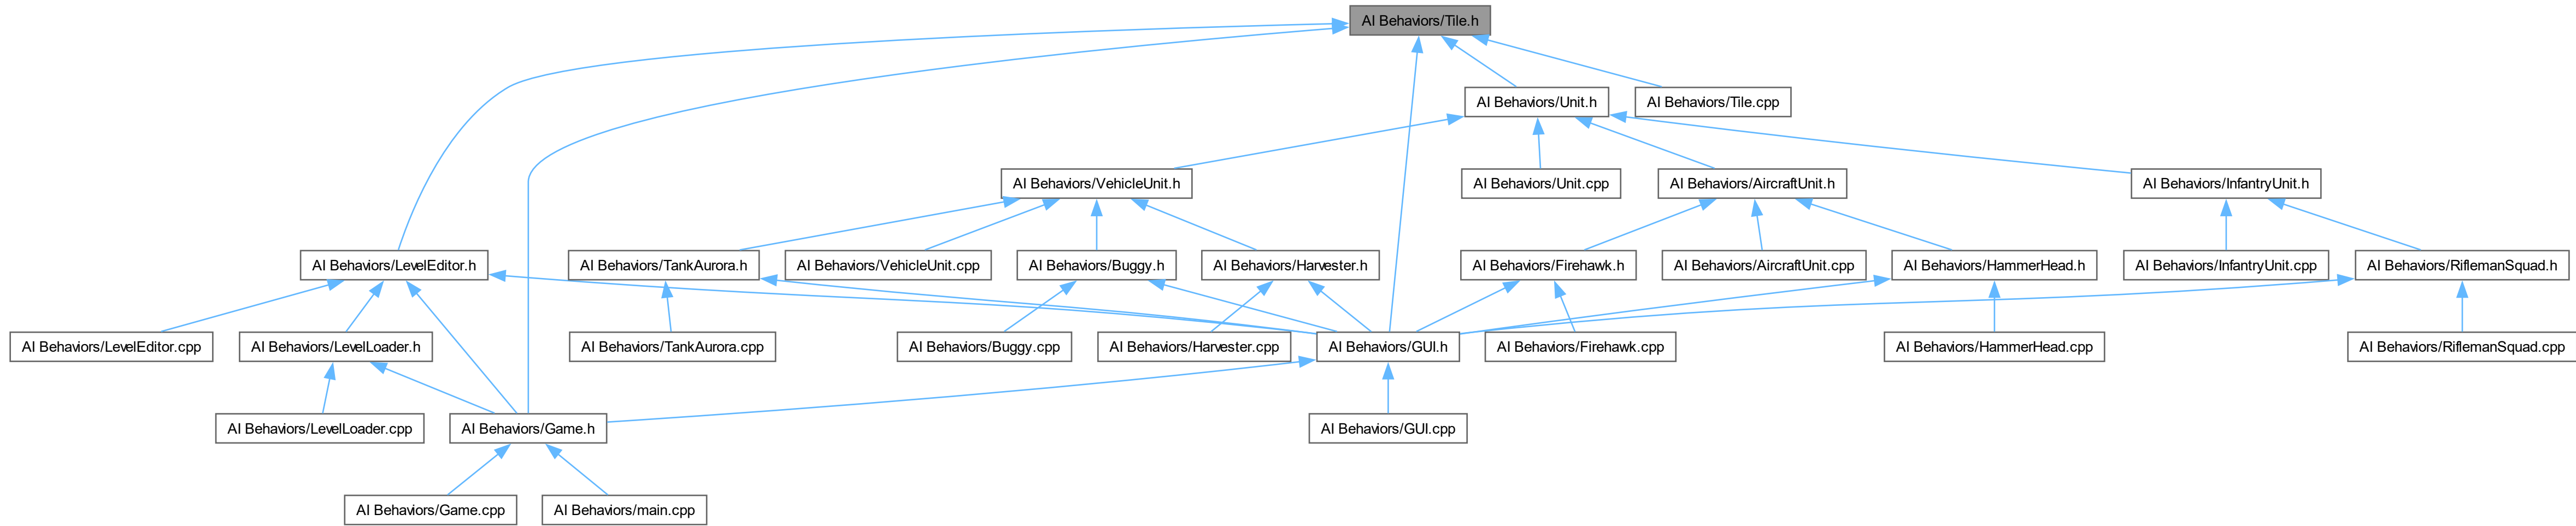 AI Behaviors/Tile.h
AI Behaviors/Unit.h
AI Behaviors/Tile.cpp
AI Behaviors/VehicleUnit.h
AI Behaviors/Unit.cpp
AI Behaviors/AircraftUnit.h
AI Behaviors/InfantryUnit.h
AI Behaviors/LevelEditor.h
AI Behaviors/TankAurora.h
AI Behaviors/VehicleUnit.cpp
AI Behaviors/Buggy.h
AI Behaviors/Harvester.h
AI Behaviors/Firehawk.h
AI Behaviors/AircraftUnit.cpp
AI Behaviors/HammerHead.h
AI Behaviors/InfantryUnit.cpp
AI Behaviors/RiflemanSquad.h
AI Behaviors/LevelEditor.cpp
AI Behaviors/LevelLoader.h
AI Behaviors/TankAurora.cpp
AI Behaviors/Buggy.cpp
AI Behaviors/Harvester.cpp
AI Behaviors/GUI.h
AI Behaviors/Firehawk.cpp
AI Behaviors/HammerHead.cpp
AI Behaviors/RiflemanSquad.cpp
AI Behaviors/LevelLoader.cpp
AI Behaviors/Game.h
AI Behaviors/GUI.cpp
AI Behaviors/Game.cpp
AI Behaviors/main.cpp